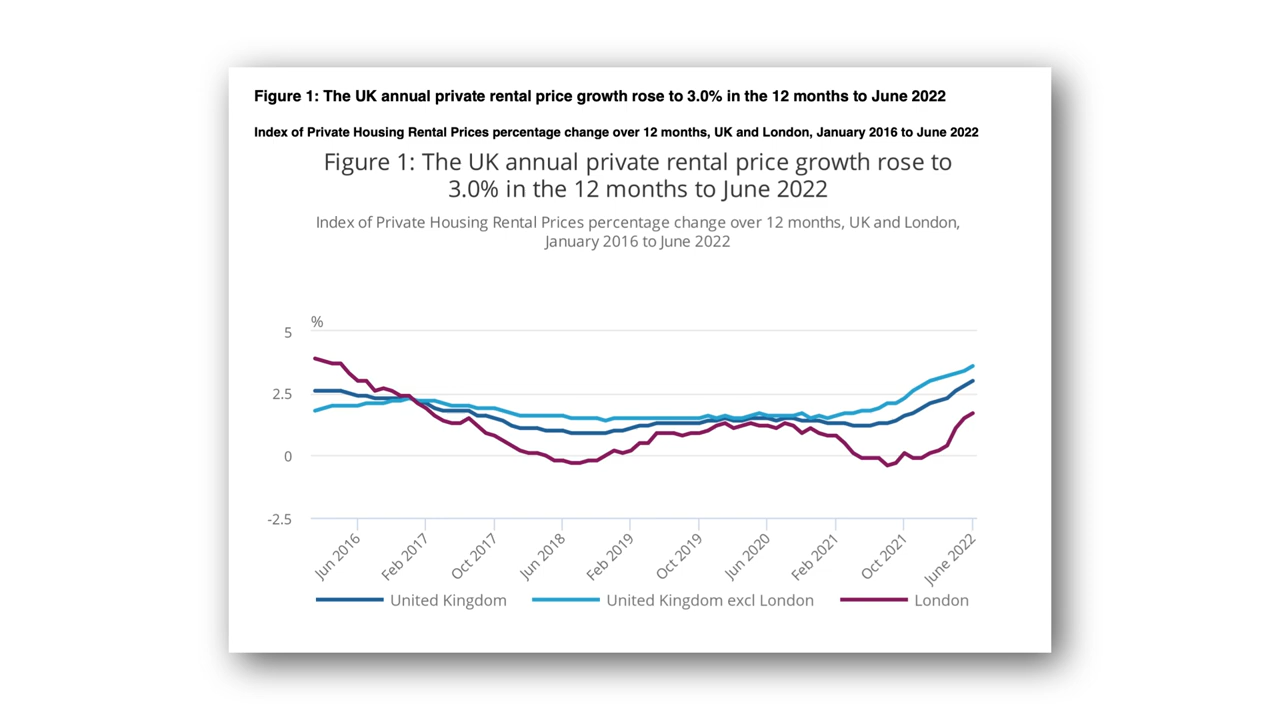 Figure 1: The UK annual private rental price growth rose to 3.0% in the 12 months to June 2022
Index of Private Housing Rental Prices percentage change over 12 months, UK and London, January 2016 to June 2022
Figure 1: The UK annual private rental price growth rose to
3.0% in the 12 months to June 2022
Index of Private Housing Rental Prices percentage change over 12 months, UK and London,
January 2016 to June 2022
%
5
2.5
0
-2.5
Jun 2016
Feb 2017
Oct 2017
Jun 2018
Feb 2019
Oct 2019
Jun 2020
Feb 2021
Oct 2021
June 2022
United Kingdom
United Kingdom excl London
London